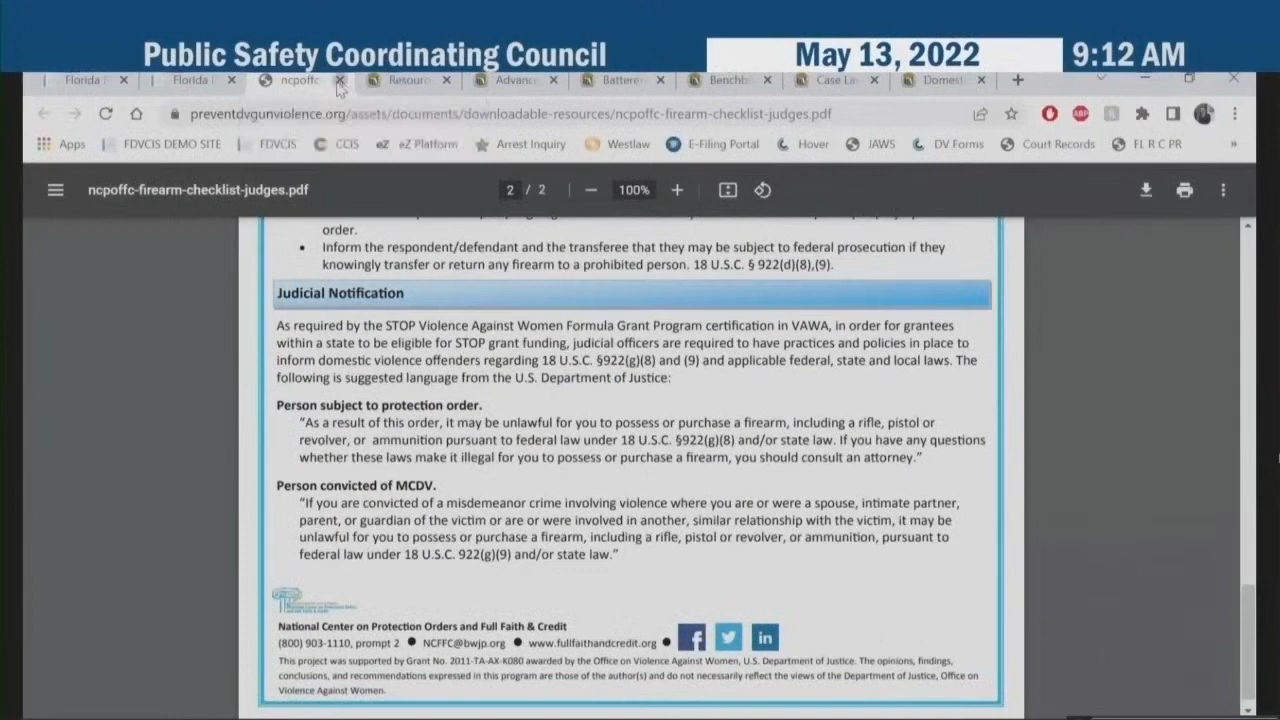 Public Safety Coordinating Council
May 13, 2022
9:12 AM
Florida
Florida
ncpoffc
Resour
Advanc
Battere
Benchb
Case La
Domest
preventdvgunviolence.org/assets/documents/downloadable-resources/ncpoffc-firearm-checklist-judges.pdf
ABP
Apps
FDVCIS DEMO SITE
FDVCIS
CCIS
eZ eZ Platform
Arrest Inquiry
Westlaw
E-Filing Portal
Hover
JAWS
DV Forms
Court Records
FL R C PR
»
ncpoffc-firearm-checklist-judges.pdf
2 / 2
100%
order.
• Inform the respondent/defendant and the transferee that they may be subject to federal prosecution if they
knowingly transfer or return any firearm to a prohibited person. 18 U.S.C. § 922(d)(8),(9).
Judicial Notification
As required by the STOP Violence Against Women Formula Grant Program certification in VAWA, in order for grantees
within a state to be eligible for STOP grant funding, judicial officers are required to have practices and policies in place to
inform domestic violence offenders regarding 18 U.S.C. §922(g)(8) and (9) and applicable federal, state and local laws. The
following is suggested language from the U.S. Department of Justice:
Person subject to protection order.
"As a result of this order, it may be unlawful for you to possess or purchase a firearm, including a rifle, pistol or
revolver, or ammunition pursuant to federal law under 18 U.S.C. §922(g)(8) and/or state law. If you have any questions
whether these laws make it illegal for you to possess or purchase a firearm, you should consult an attorney."
Person convicted of MCDV.
"If you are convicted of a misdemeanor crime involving violence where you are or were a spouse, intimate partner,
parent, or guardian of the victim or are or were involved in another, similar relationship with the victim, it may be
unlawful for you to possess or purchase a firearm, including a rifle, pistol or revolver, or ammunition, pursuant to
federal law under 18 U.S.C. 922(g)(9) and/or state law."
National Center on Protection Orders and Full Faith & Credit
(800) 903-1110, prompt 2 ● NCFFC@bwjp.org ● www.fullfaithandcredit.org ●
f
in
This project was supported by Grant No. 2011-TA-AX-K080 awarded by the Office on Violence Against Women, U.S. Department of Justice. The opinions, findings,
conclusions, and recommendations expressed in this program are those of the author(s) and do not necessarily reflect the views of the Department of Justice, Office on
Violence Against Women.